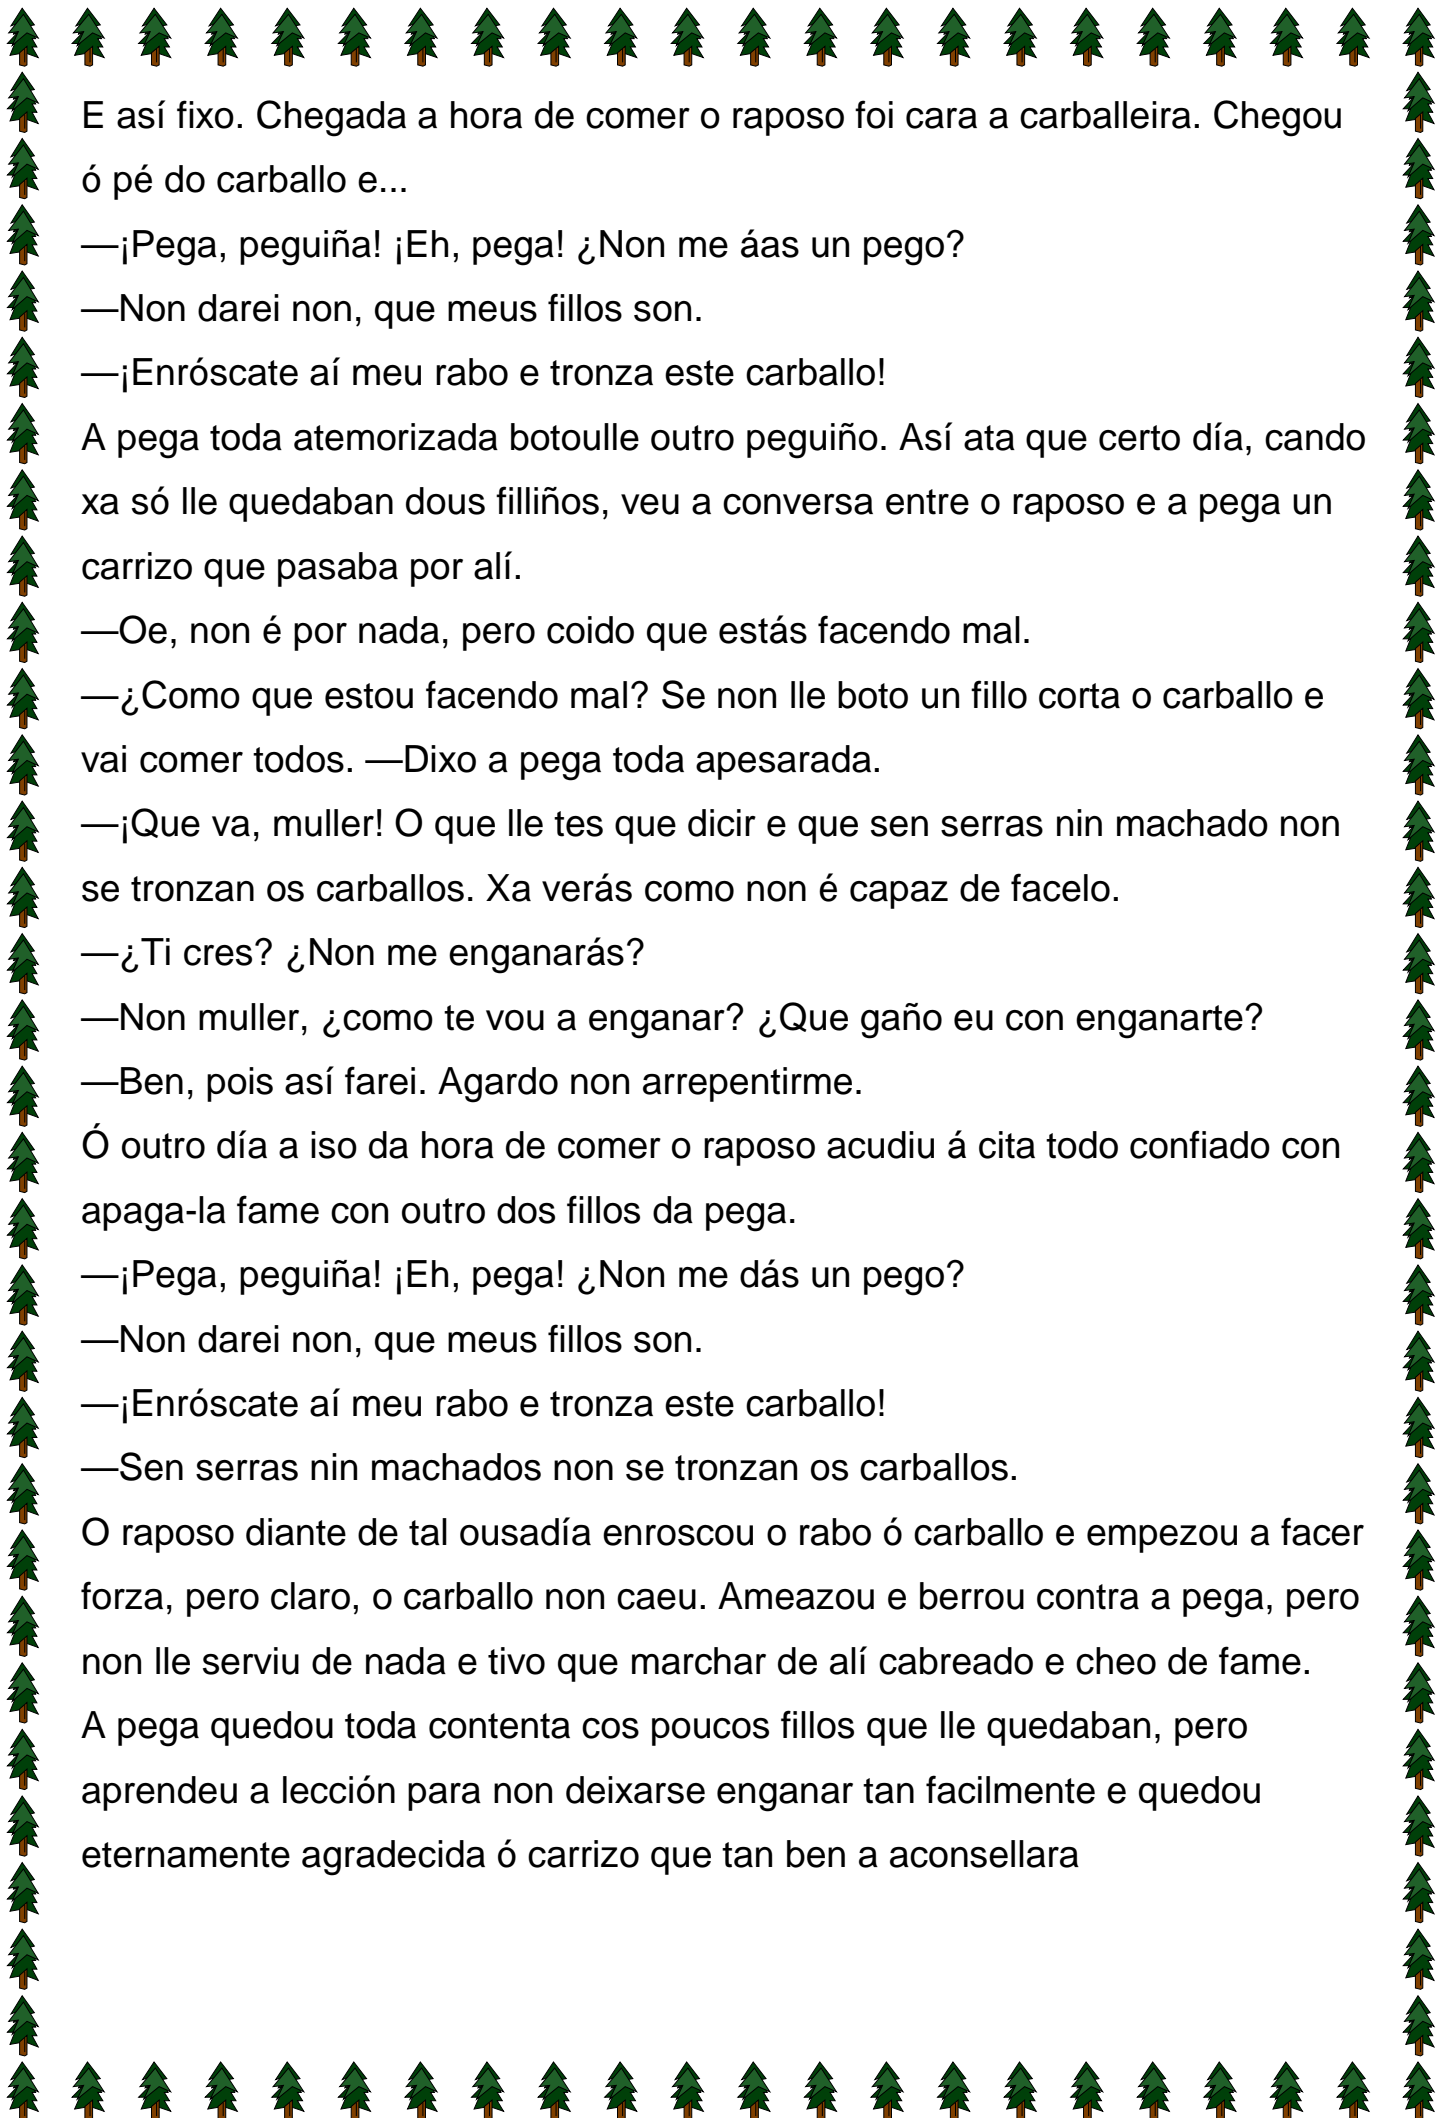 E así fixo. Chegada a hora de comer o raposo foi cara a carballeira. Chegou
ó pé do carballo e...
—¡Pega, peguiña! ¡Eh, pega! ¿Non me áas un pego?
—Non darei non, que meus fillos son.
—¡Enróscate aí meu rabo e tronza este carballo!
A pega toda atemorizada botoulle outro peguiño. Así ata que certo día, cando
xa só lle quedaban dous filliños, veu a conversa entre o raposo e a pega un
carrizo que pasaba por alí.
—Oe, non é por nada, pero coido que estás facendo mal.
—¿Como que estou facendo mal? Se non lle boto un fillo corta o carballo e
vai comer todos. —Dixo a pega toda apesarada.
—¡Que va, muller! O que lle tes que dicir e que sen serras nin machado non
se tronzan os carballos. Xa verás como non é capaz de facelo.
—¿Ti cres? ¿Non me enganarás?
—Non muller, ¿como te vou a enganar? ¿Que gaño eu con enganarte?
—Ben, pois así farei. Agardo non arrepentirme.
Ó outro día a iso da hora de comer o raposo acudiu á cita todo confiado con
apaga-la fame con outro dos fillos da pega.
—¡Pega, peguiña! ¡Eh, pega! ¿Non me dás un pego?
—Non darei non, que meus fillos son.
—¡Enróscate aí meu rabo e tronza este carballo!
—Sen serras nin machados non se tronzan os carballos.
O raposo diante de tal ousadía enroscou o rabo ó carballo e empezou a facer
forza, pero claro, o carballo non caeu. Ameazou e berrou contra a pega, pero
non lle serviu de nada e tivo que marchar de alí cabreado e cheo de fame.
A pega quedou toda contenta cos poucos fillos que lle quedaban, pero
aprendeu a lección para non deixarse enganar tan facilmente e quedou
eternamente agradecida ó carrizo que tan ben a aconsellara